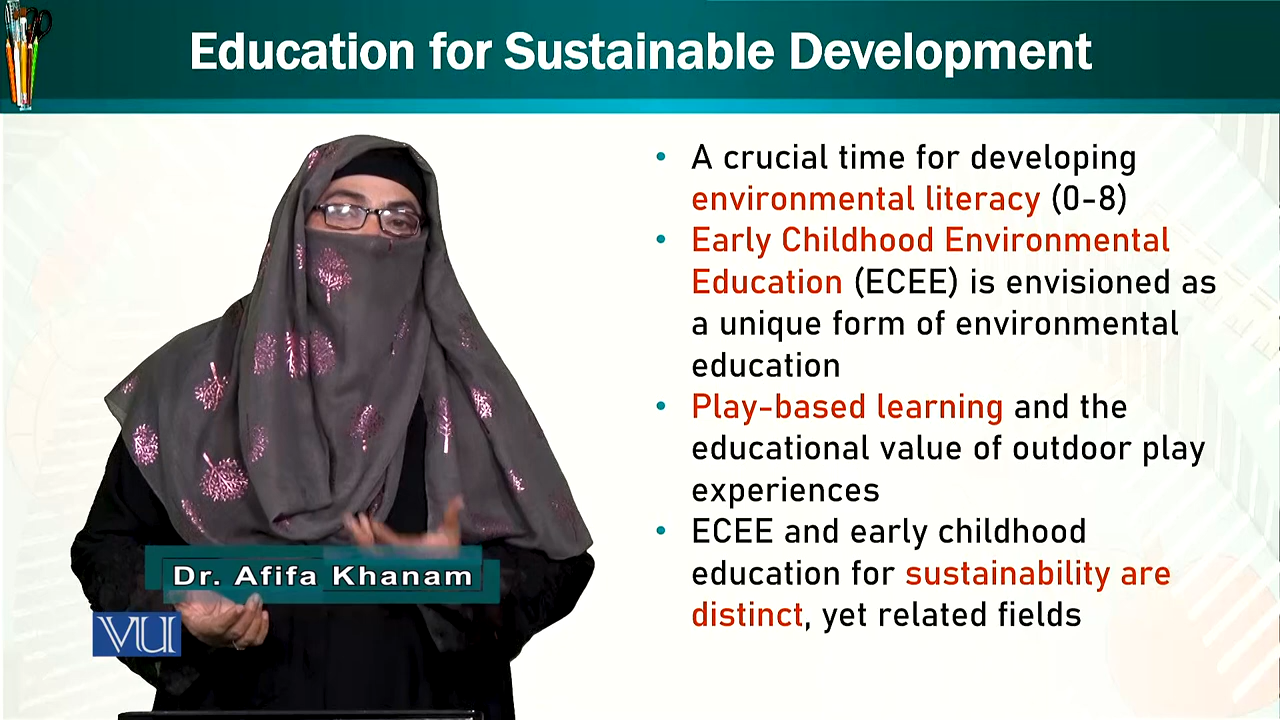 Education for Sustainable Development
• A crucial time for developing
environmental literacy (0-8)
• Early Childhood Environmental
Education (ECEE) is envisioned as
a unique form of environmental
education
• Play-based learning and the
educational value of outdoor play
experiences
• ECEE and early childhood
education for sustainability are
distinct, yet related fields
Dr. Afifa Khanam
VU